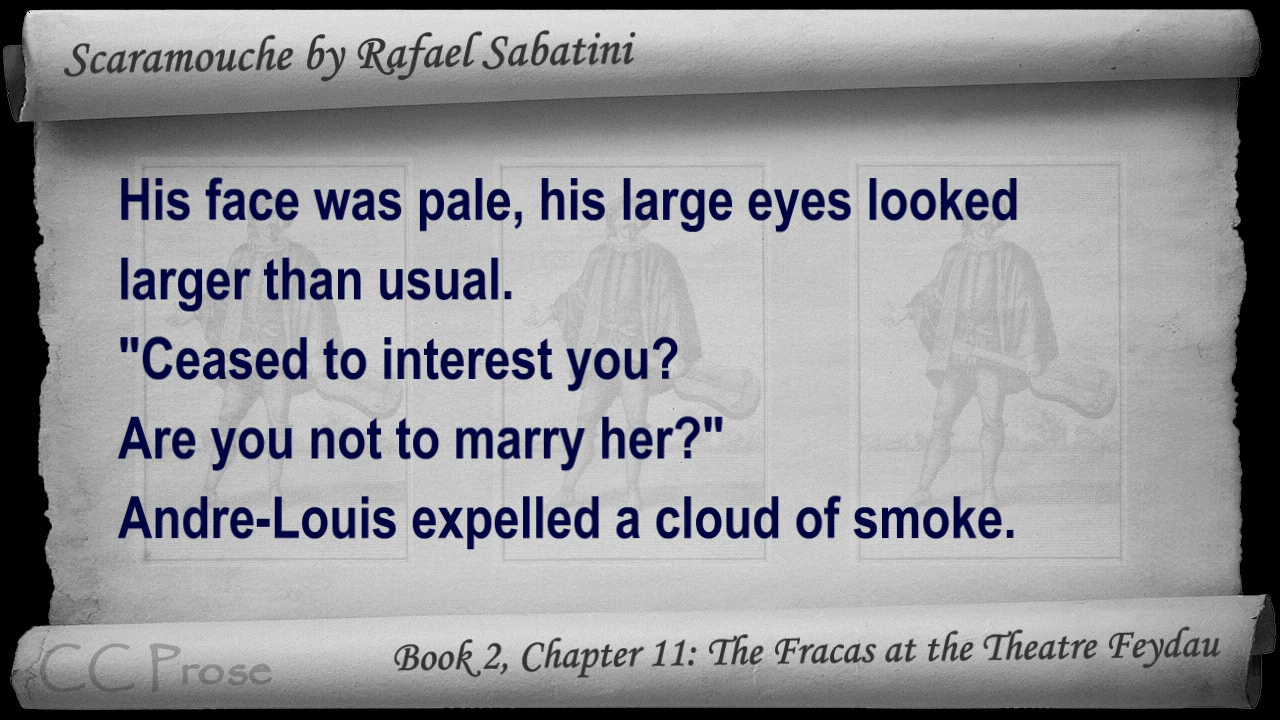 Scaramouche by Rafael Sabatini
His face was pale, his large eyes looked
larger than usual.
"Ceased to interest you?
Are you not to marry her?"
Andre-Louis expelled a cloud of smoke.
CC Prose
Book 2, Chapter 11: The Fracas at the Theatre Feydau